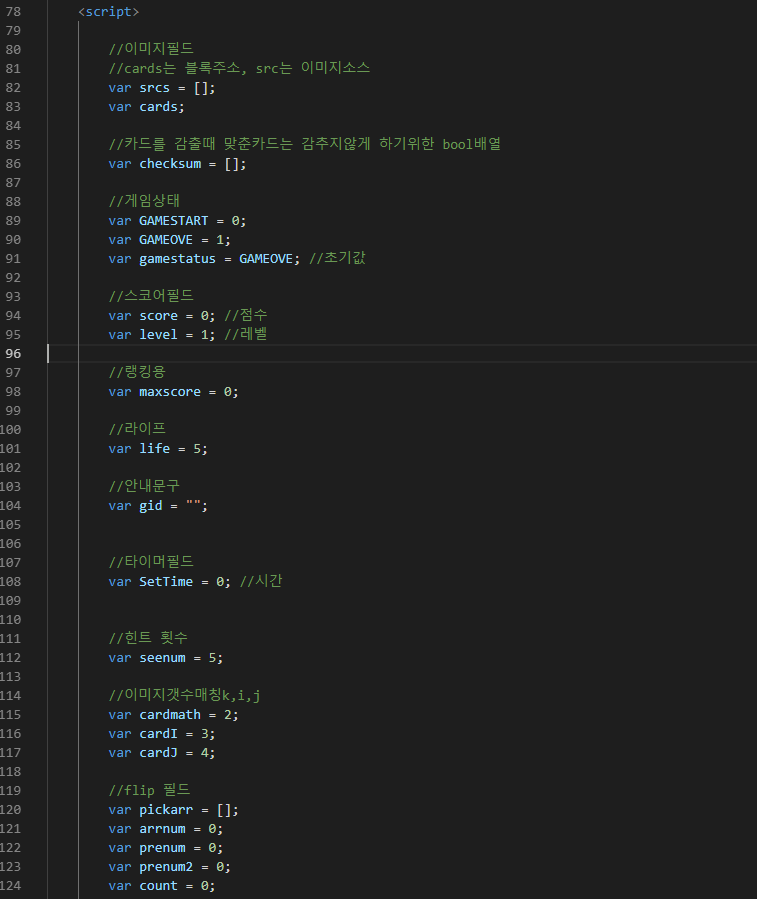 78 <script>
79
80 //이미지필드
81 //cards는 블록주소, src는 이미지소스
82 var srcs = [];
83 var cards;
84
85 //카드를 감출때 맞춘카드는 감추지않게 하기위한 bool배열
86 var checksum = [];
87
88 //게임상태
89 var GAMESTART = 0;
90 var GAMEOVE = 1;
91 var gamestatus = GAMEOVE; //초기값
92
93 //스코어필드
94 var score = 0; //점수
95 var level = 1; //레벨
96
97 //랭킹용
98 var maxscore = 0;
99
100 //라이프
101 var life = 5;
102
103 //안내문구
104 var gid = "";
105
106
107 //타이머필드
108 var SetTime = 0; //시간
109
110
111 //힌트 횟수
112 var seenum = 5;
113
114 //이미지갯수매칭k,i,j
115 var cardmath = 2;
116 var cardI = 3;
117 var cardJ = 4;
118
119 //flip 필드
120 var pickarr = [];
121 var arrnum = 0;
122 var prenum = 0;
123 var prenum2 = 0;
124 var count = 0;